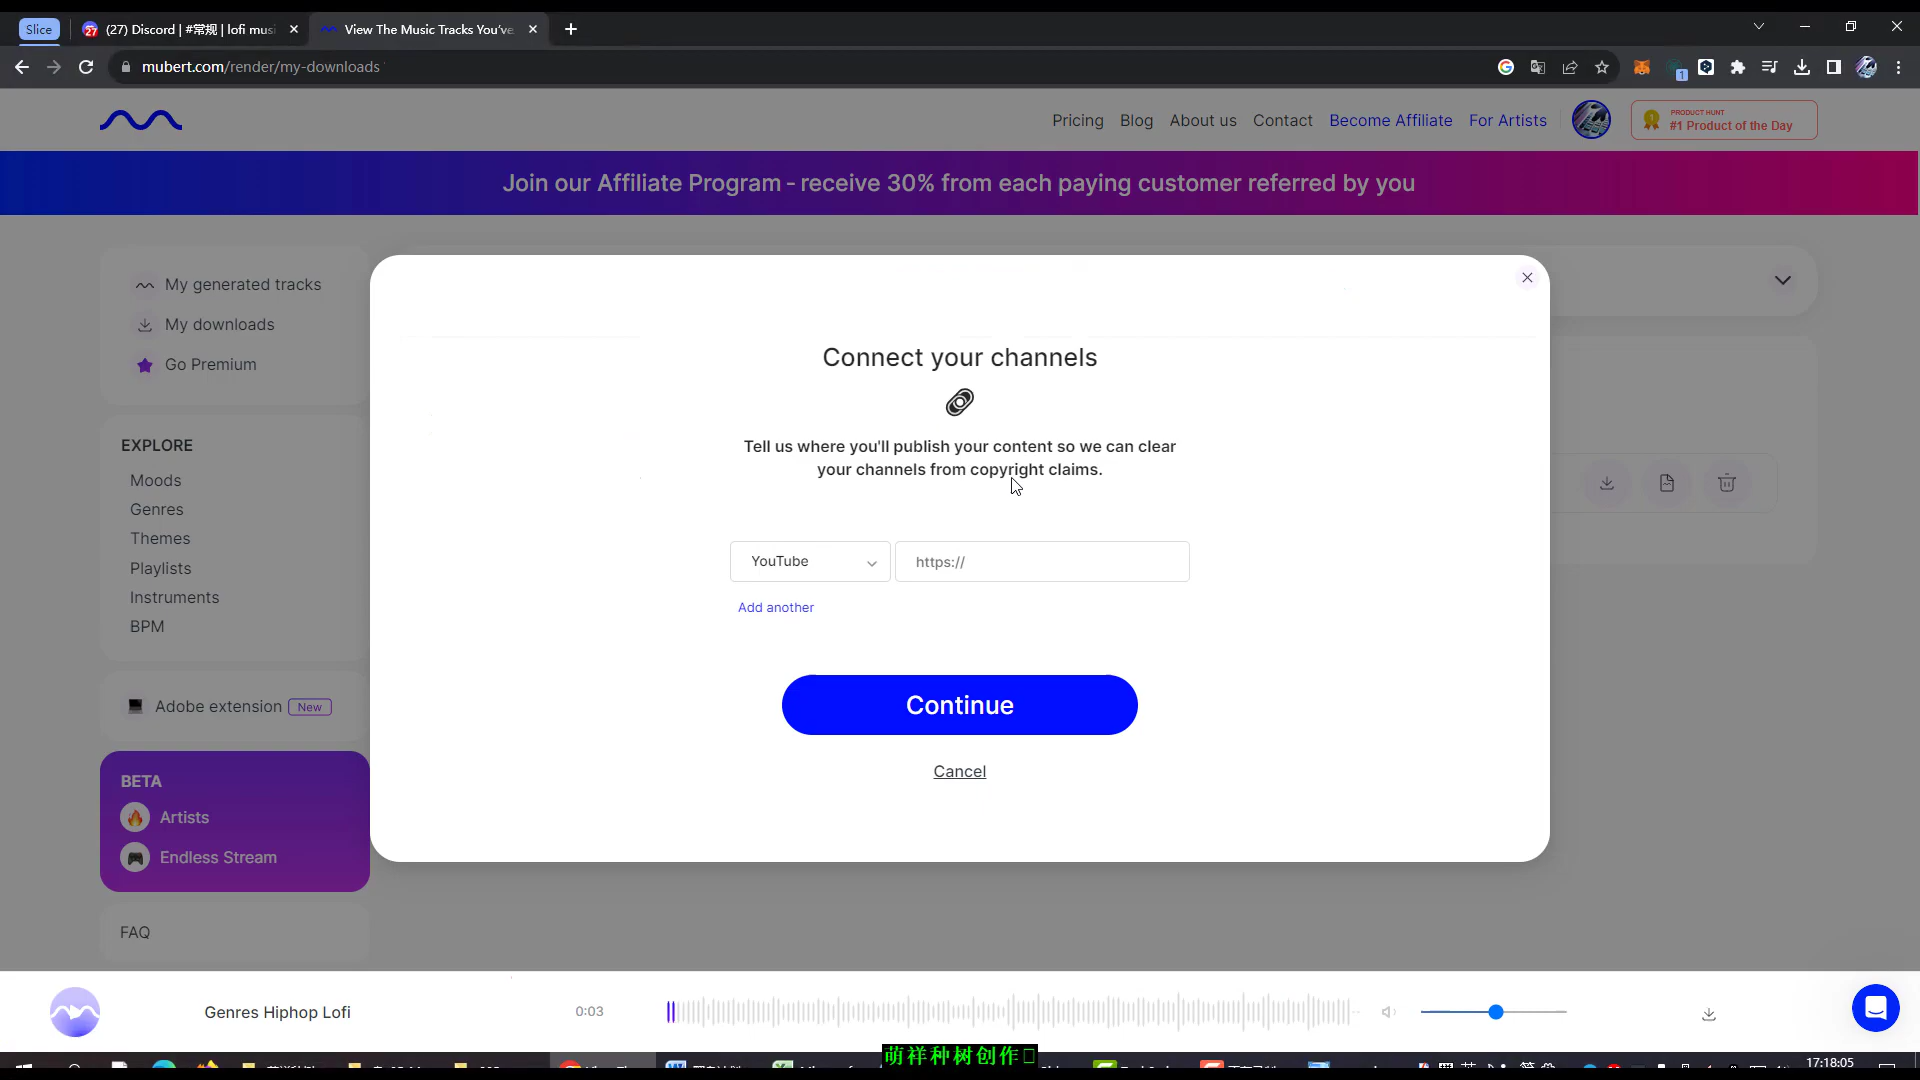 Slice
(27) Discord | #常规 | lofi musi
View The Music Tracks You've
mubert.com/render/my-downloads
1
Pricing
Blog
About us
Contact
Become Affiliate
For Artists
PRODUCT HUNT
#1 Product of the Day
Join our Affiliate Program - receive 30% from each paying customer referred by you
My generated tracks
My downloads
Go Premium
EXPLORE
Moods
Genres
Themes
Playlists
Instruments
BPM
Adobe extension New
BETA
Artists
Endless Stream
FAQ
Connect your channels
Tell us where you'll publish your content so we can clear
your channels from copyright claims.
YouTube
https://
Add another
Continue
Cancel
Genres Hiphop Lofi
0:03
萌祥种树创作
17:18:05